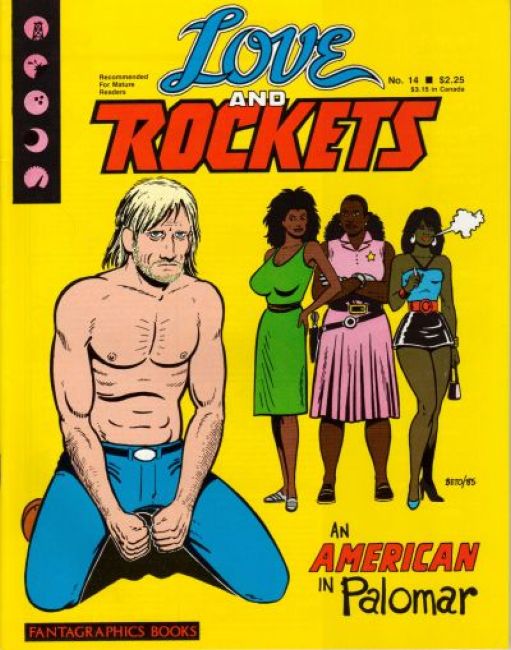 LOVE
AND
ROCKETS
Recommended
For Mature
Readers
No. 14 ■ $2.25
$3.15 in Canada
BETO/85
AN
AMERICAN
IN Palomar
FANTAGRAPHICS BOOKS